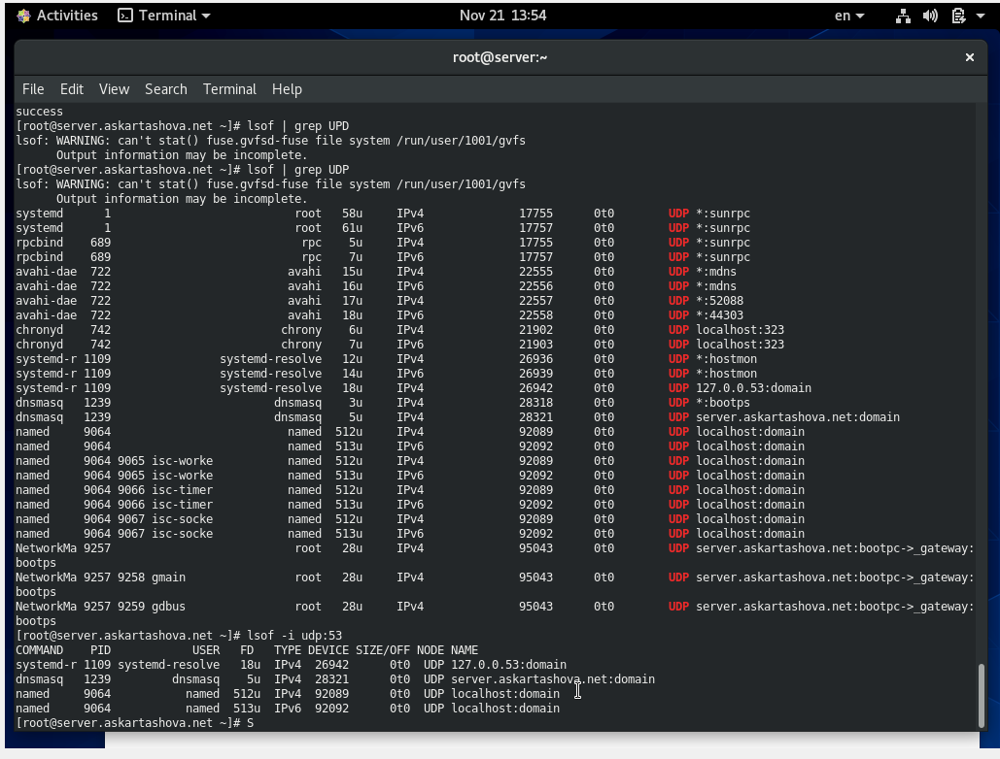 Activities Terminal Nov 21 13:54 en
root@server:~ ×
File Edit View Search Terminal Help
success
[root@server.askartashova.net ~]# lsof | grep UPD
lsof: WARNING: can't stat() fuse.gvfsd-fuse file system /run/user/1001/gvfs
      Output information may be incomplete.
[root@server.askartashova.net ~]# lsof | grep UDP
lsof: WARNING: can't stat() fuse.gvfsd-fuse file system /run/user/1001/gvfs
      Output information may be incomplete.
systemd 1 root 58u IPv4 17755 0t0 UDP *:sunrpc
systemd 1 root 61u IPv6 17757 0t0 UDP *:sunrpc
rpcbind 689 rpc 5u IPv4 17755 0t0 UDP *:sunrpc
rpcbind 689 rpc 7u IPv6 17757 0t0 UDP *:sunrpc
avahi-dae 722 avahi 15u IPv4 22555 0t0 UDP *:mdns
avahi-dae 722 avahi 16u IPv6 22556 0t0 UDP *:mdns
avahi-dae 722 avahi 17u IPv4 22557 0t0 UDP *:52088
avahi-dae 722 avahi 18u IPv6 22558 0t0 UDP *:44303
chronyd 742 chrony 6u IPv4 21902 0t0 UDP localhost:323
chronyd 742 chrony 7u IPv6 21903 0t0 UDP localhost:323
systemd-r 1109 systemd-resolve 12u IPv4 26936 0t0 UDP *:hostmon
systemd-r 1109 systemd-resolve 14u IPv6 26939 0t0 UDP *:hostmon
systemd-r 1109 systemd-resolve 18u IPv4 26942 0t0 UDP 127.0.0.53:domain
dnsmasq 1239 dnsmasq 3u IPv4 28318 0t0 UDP *:bootps
dnsmasq 1239 dnsmasq 5u IPv4 28321 0t0 UDP server.askartashova.net:domain
named 9064 named 512u IPv4 92089 0t0 UDP localhost:domain
named 9064 named 513u IPv6 92092 0t0 UDP localhost:domain
named 9064 9065 isc-worke named 512u IPv4 92089 0t0 UDP localhost:domain
named 9064 9065 isc-worke named 513u IPv6 92092 0t0 UDP localhost:domain
named 9064 9066 isc-timer named 512u IPv4 92089 0t0 UDP localhost:domain
named 9064 9066 isc-timer named 513u IPv6 92092 0t0 UDP localhost:domain
named 9064 9067 isc-socke named 512u IPv4 92089 0t0 UDP localhost:domain
named 9064 9067 isc-socke named 513u IPv6 92092 0t0 UDP localhost:domain
NetworkMa 9257 root 28u IPv4 95043 0t0 UDP server.askartashova.net:bootpc->_gateway:
bootps
NetworkMa 9257 9258 gmain root 28u IPv4 95043 0t0 UDP server.askartashova.net:bootpc->_gateway:
bootps
NetworkMa 9257 9259 gdbus root 28u IPv4 95043 0t0 UDP server.askartashova.net:bootpc->_gateway:
bootps
[root@server.askartashova.net ~]# lsof -i udp:53
COMMAND PID USER FD TYPE DEVICE SIZE/OFF NODE NAME
systemd-r 1109 systemd-resolve 18u IPv4 26942 0t0 UDP 127.0.0.53:domain
dnsmasq 1239 dnsmasq 5u IPv4 28321 0t0 UDP server.askartashova.net:domain
named 9064 named 512u IPv4 92089 0t0 UDP localhost:domain
named 9064 named 513u IPv6 92092 0t0 UDP localhost:domain
[root@server.askartashova.net ~]# S